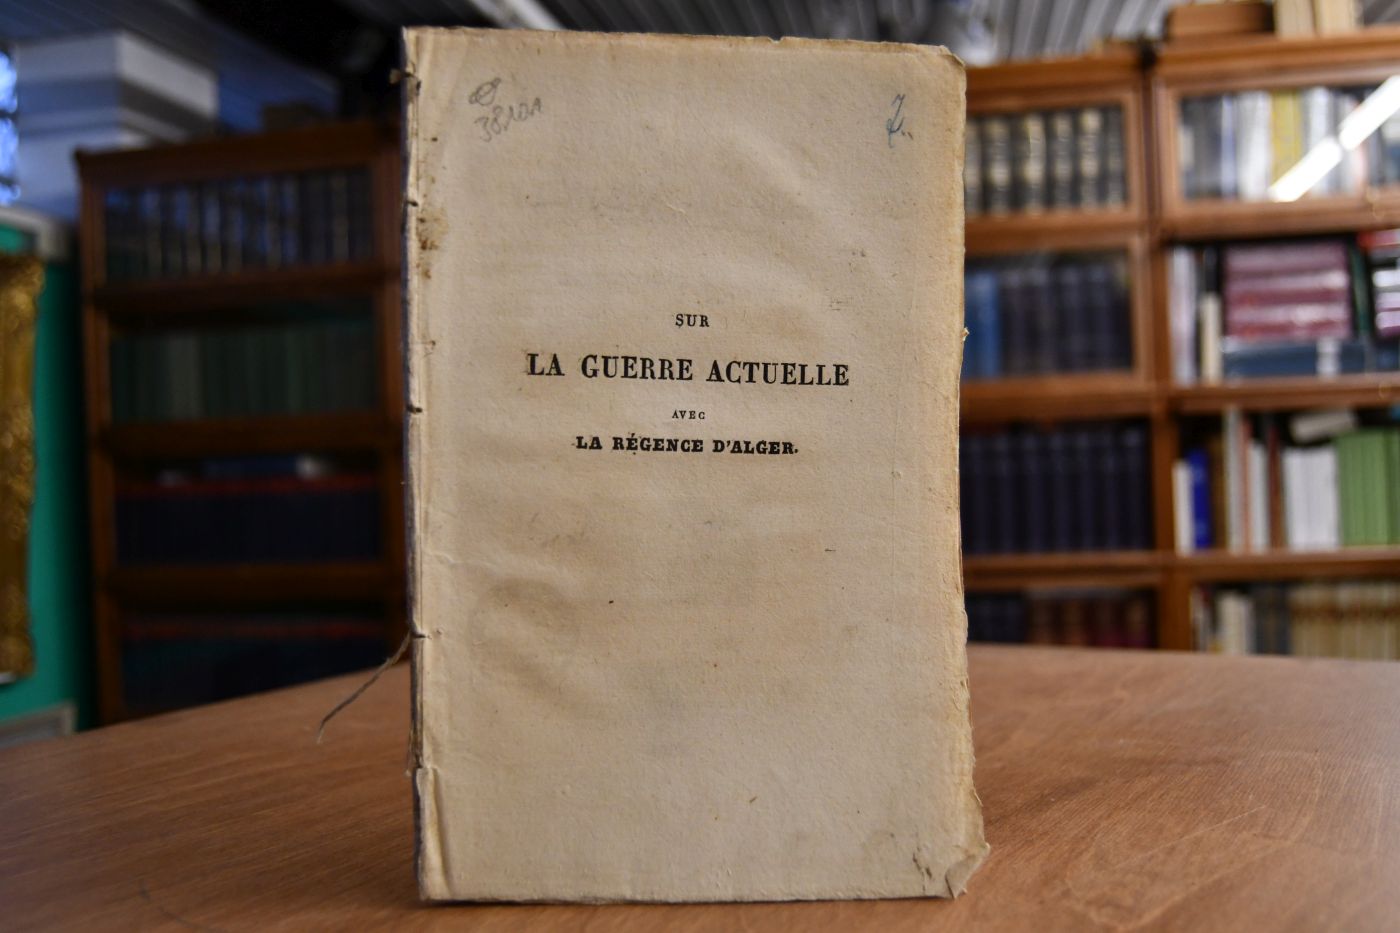 SUR
LA GUERRE ACTUELLE
AVEC
LA RÉGENCE D'ALGER.